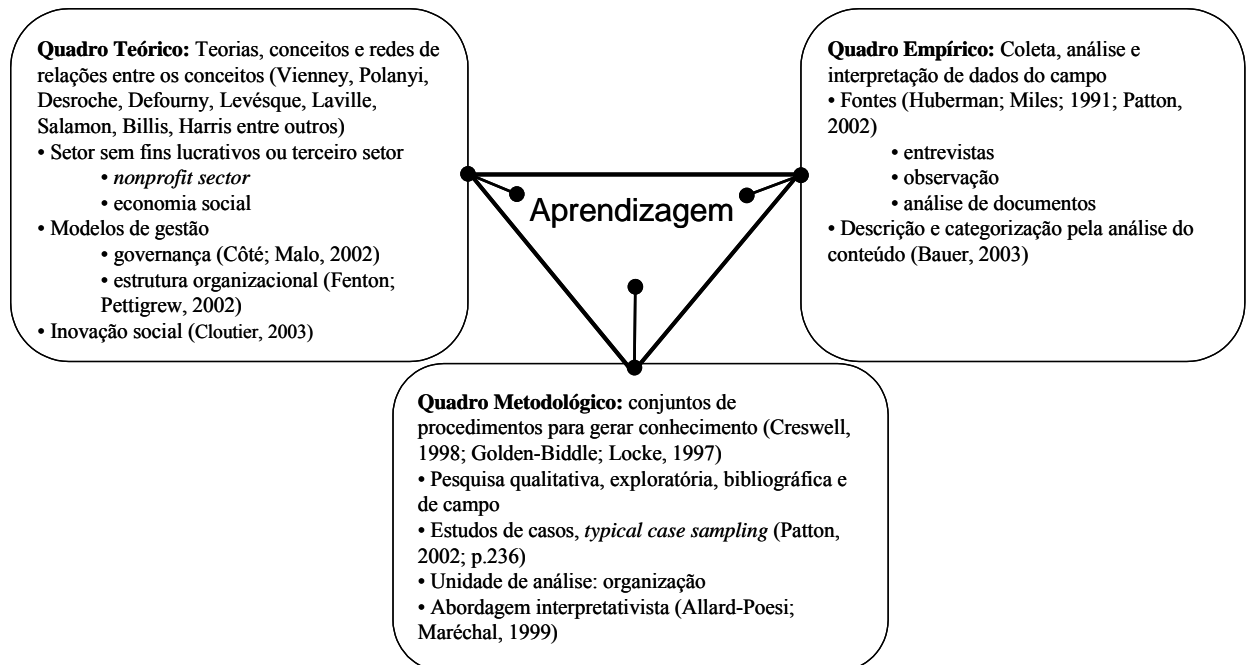 Quadro Teórico: Teorias, conceitos e redes de
relações entre os conceitos (Vienney, Polanyi,
Desroche, Defourny, Levésque, Laville,
Salamon, Billis, Harris entre outros)
• Setor sem fins lucrativos ou terceiro setor
• nonprofit sector
• economia social
• Modelos de gestão
• governança (Côté; Malo, 2002)
• estrutura organizacional (Fenton;
Pettigrew, 2002)
• Inovação social (Cloutier, 2003)
Quadro Empírico: Coleta, análise e
interpretação de dados do campo
• Fontes (Huberman; Miles; 1991; Patton,
2002)
• entrevistas
• observação
• análise de documentos
• Descrição e categorização pela análise do
conteúdo (Bauer, 2003)
Aprendizagem
Quadro Metodológico: conjuntos de
procedimentos para gerar conhecimento (Creswell,
1998; Golden-Biddle; Locke, 1997)
• Pesquisa qualitativa, exploratória, bibliográfica e
de campo
• Estudos de casos, typical case sampling (Patton,
2002; p.236)
• Unidade de análise: organização
• Abordagem interpretativista (Allard-Poesi;
Maréchal, 1999)